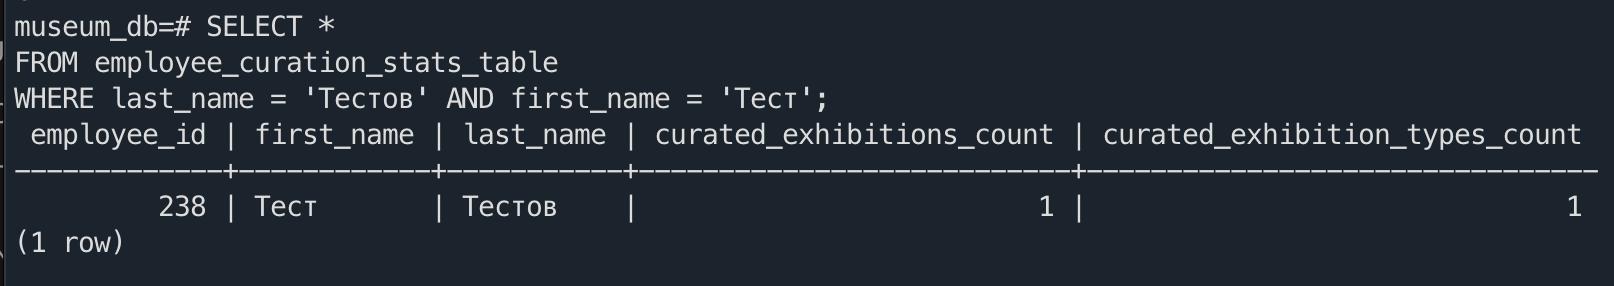 museum_db=# SELECT *
FROM employee_curation_stats_table
WHERE last_name = 'Тестов' AND first_name = 'Тест';
 employee_id | first_name | last_name | curated_exhibitions_count | curated_exhibition_types_count
-------------+------------+-----------+---------------------------+--------------------------------
         238 | Тест       | Тестов    |                         1 |                              1
(1 row)